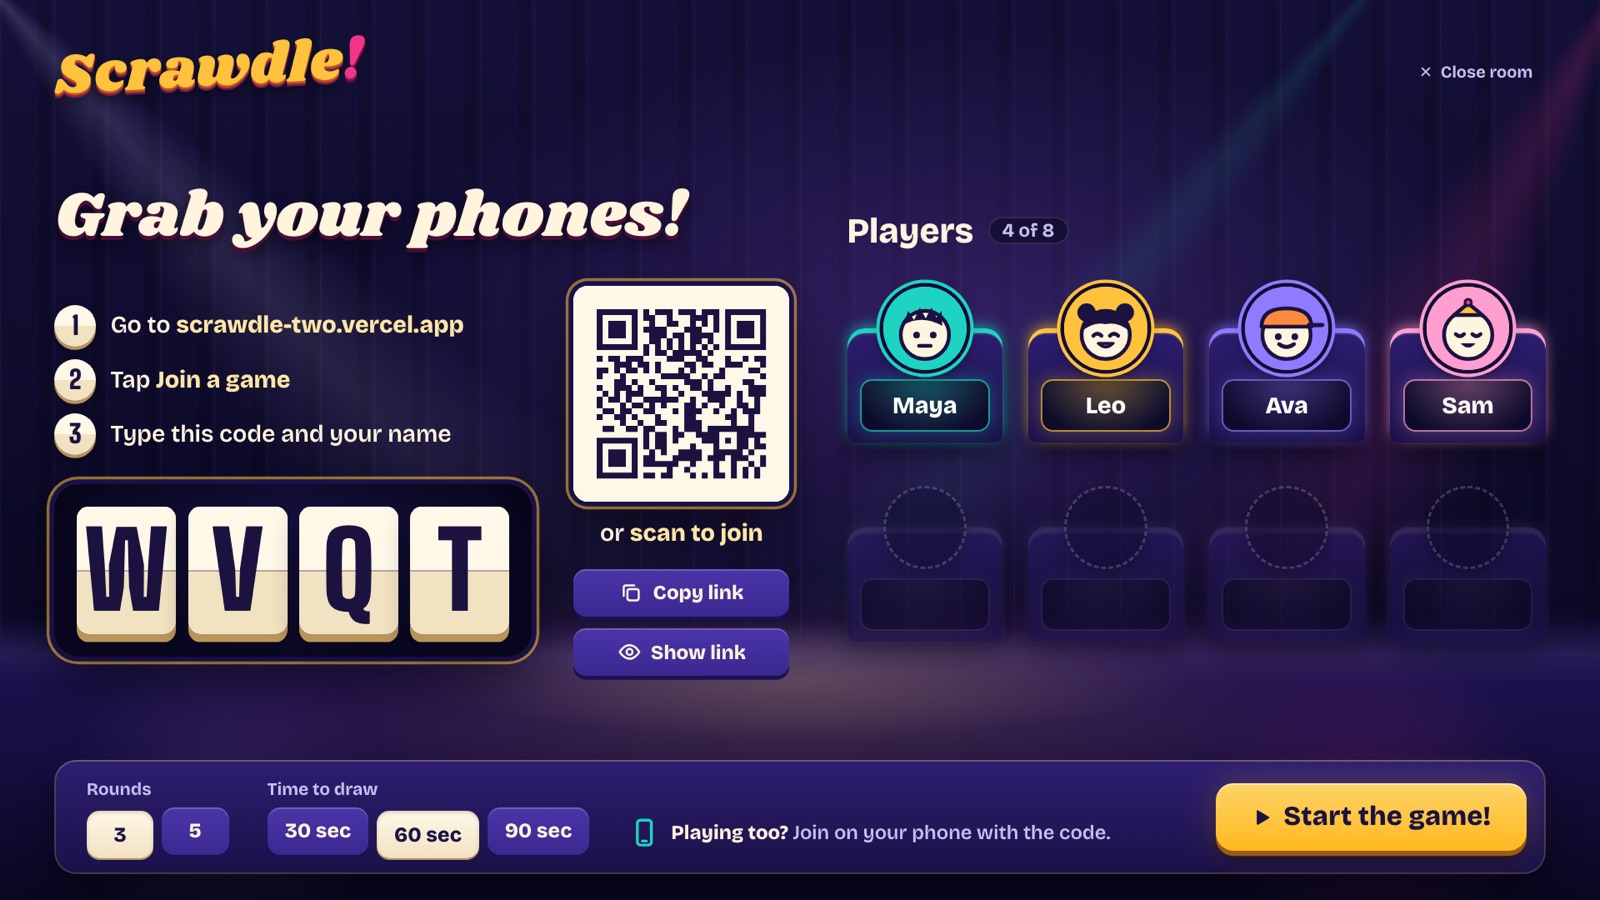 Scrawdle!
× Close room
Grab your phones!
1 Go to scrawdle-two.vercel.app
2 Tap Join a game
3 Type this code and your name
WVQT
or scan to join
Copy link
Show link
Players 4 of 8
Maya
Leo
Ava
Sam
Rounds
3
5
Time to draw
30 sec
60 sec
90 sec
Playing too? Join on your phone with the code.
Start the game!